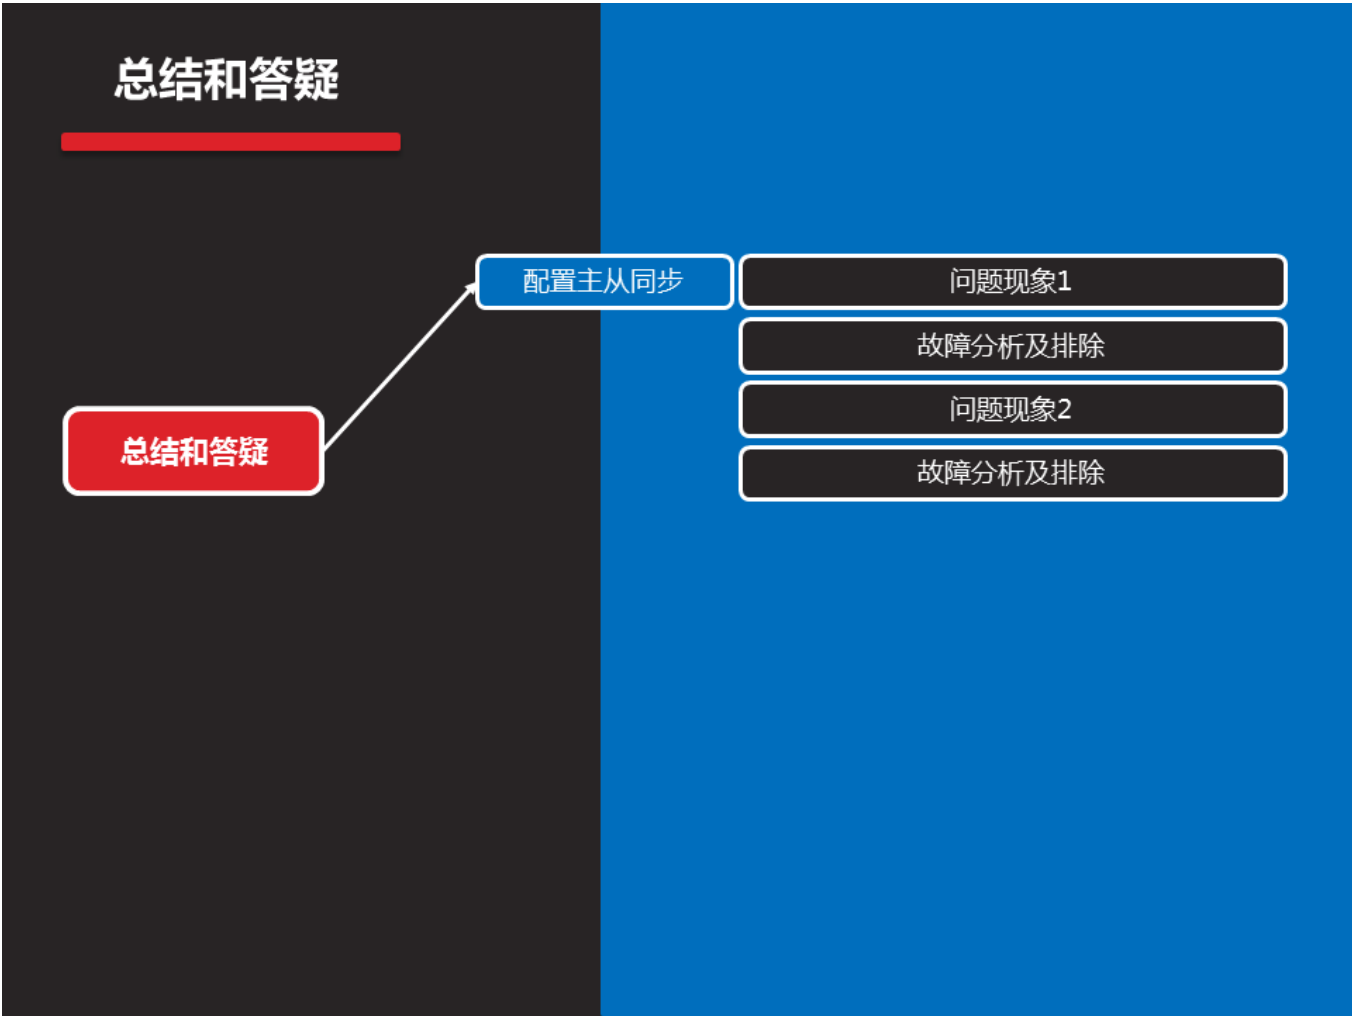 总结和答疑
配置主从同步
问题现象1
故障分析及排除
总结和答疑
问题现象2
故障分析及排除